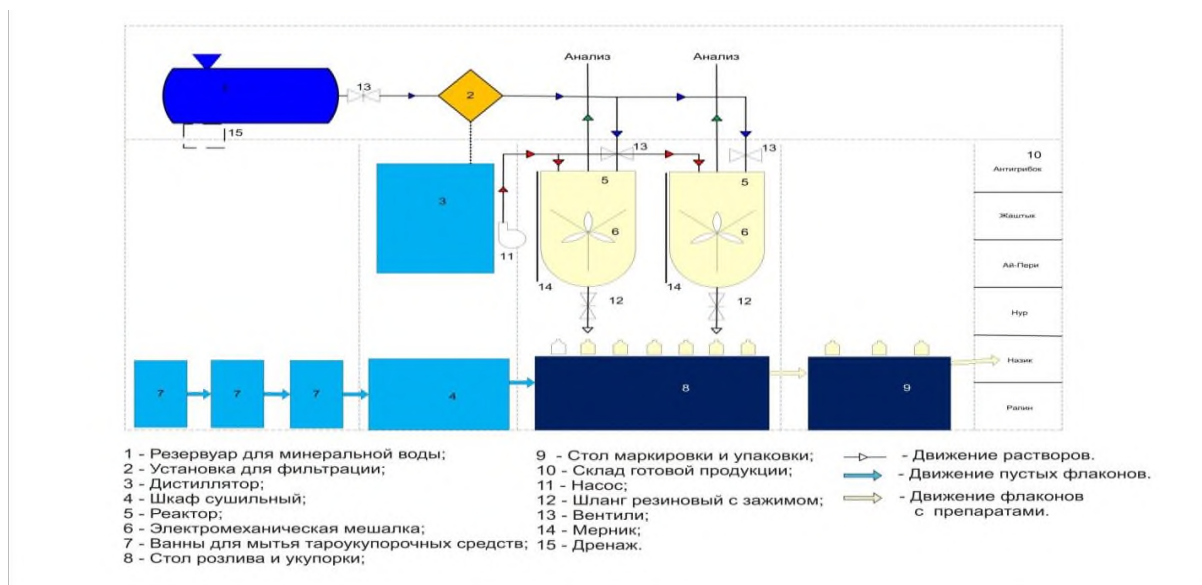 Анализ Анализ
1 13 2
15 13 13 10
Антигрибок
5 5
3 Жаштык
6 6
11 Ай-Пери
14 14
12 12
Нур
Назик
7 7 7 4 8 9
Рапин
1 - Резервуар для минеральной воды;
2 - Установка для фильтрации;
3 - Дистиллятор;
4 - Шкаф сушильный;
5 - Реактор;
6 - Электромеханическая мешалка;
7 - Ванны для мытья тароукупорочных средств;
8 - Стол розлива и укупорки;
9 - Стол маркировки и упаковки;
10 - Склад готовой продукции;
11 - Насос;
12 - Шланг резиновый с зажимом;
13 - Вентили;
14 - Мерник;
15 - Дренаж.
- Движение растворов.
- Движение пустых флаконов.
- Движение флаконов
с препаратами.